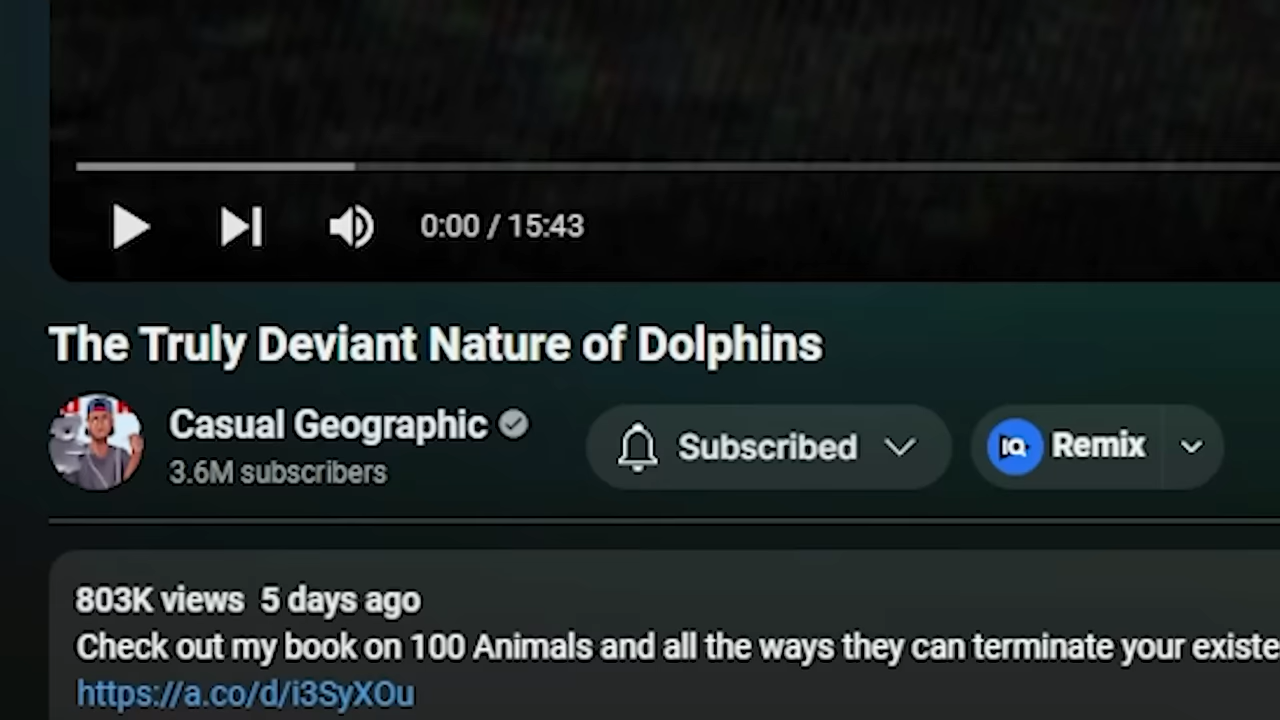 0:00 / 15:43
The Truly Deviant Nature of Dolphins
Casual Geographic
3.6M subscribers
Subscribed
IQ Remix
803K views 5 days ago
Check out my book on 100 Animals and all the ways they can terminate your existe
https://a.co/d/i3SyXOu